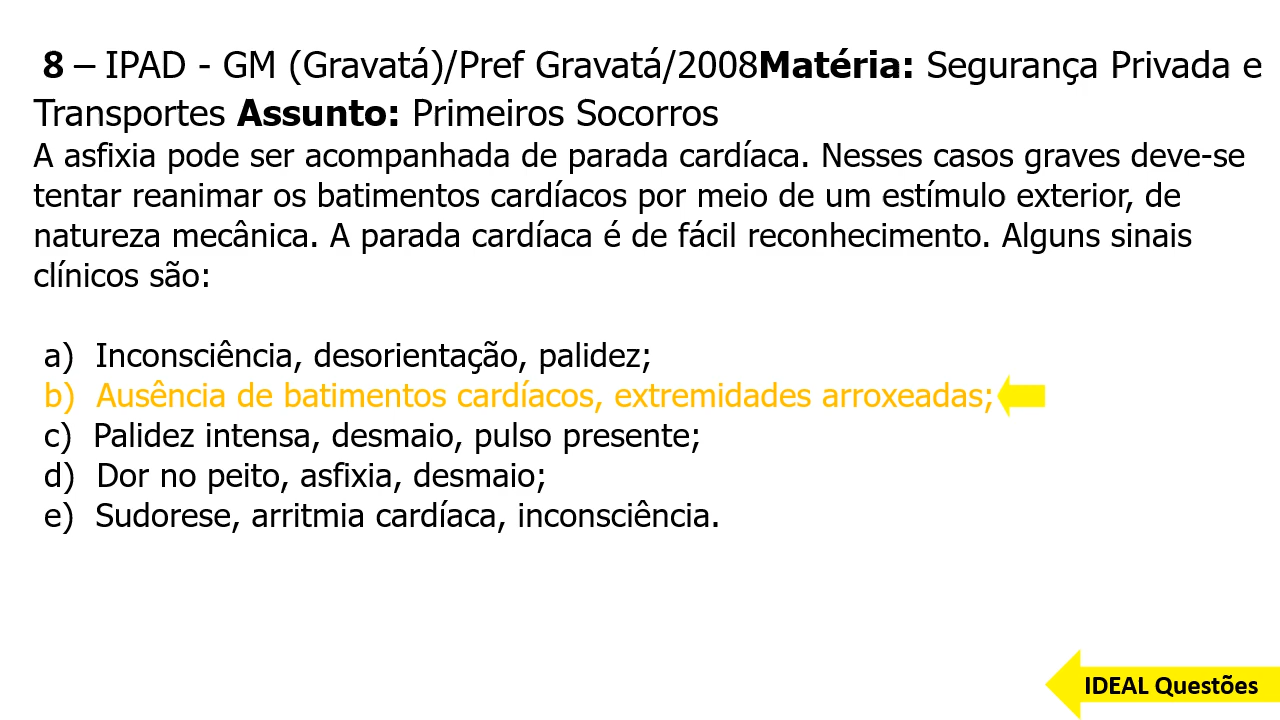 8 – IPAD - GM (Gravatá)/Pref Gravatá/2008Matéria: Segurança Privada e
Transportes Assunto: Primeiros Socorros
A asfixia pode ser acompanhada de parada cardíaca. Nesses casos graves deve-se
tentar reanimar os batimentos cardíacos por meio de um estímulo exterior, de
natureza mecânica. A parada cardíaca é de fácil reconhecimento. Alguns sinais
clínicos são:
a) Inconsciência, desorientação, palidez;
b) Ausência de batimentos cardíacos, extremidades arroxeadas;
c) Palidez intensa, desmaio, pulso presente;
d) Dor no peito, asfixia, desmaio;
e) Sudorese, arritmia cardíaca, inconsciência.
IDEAL Questões